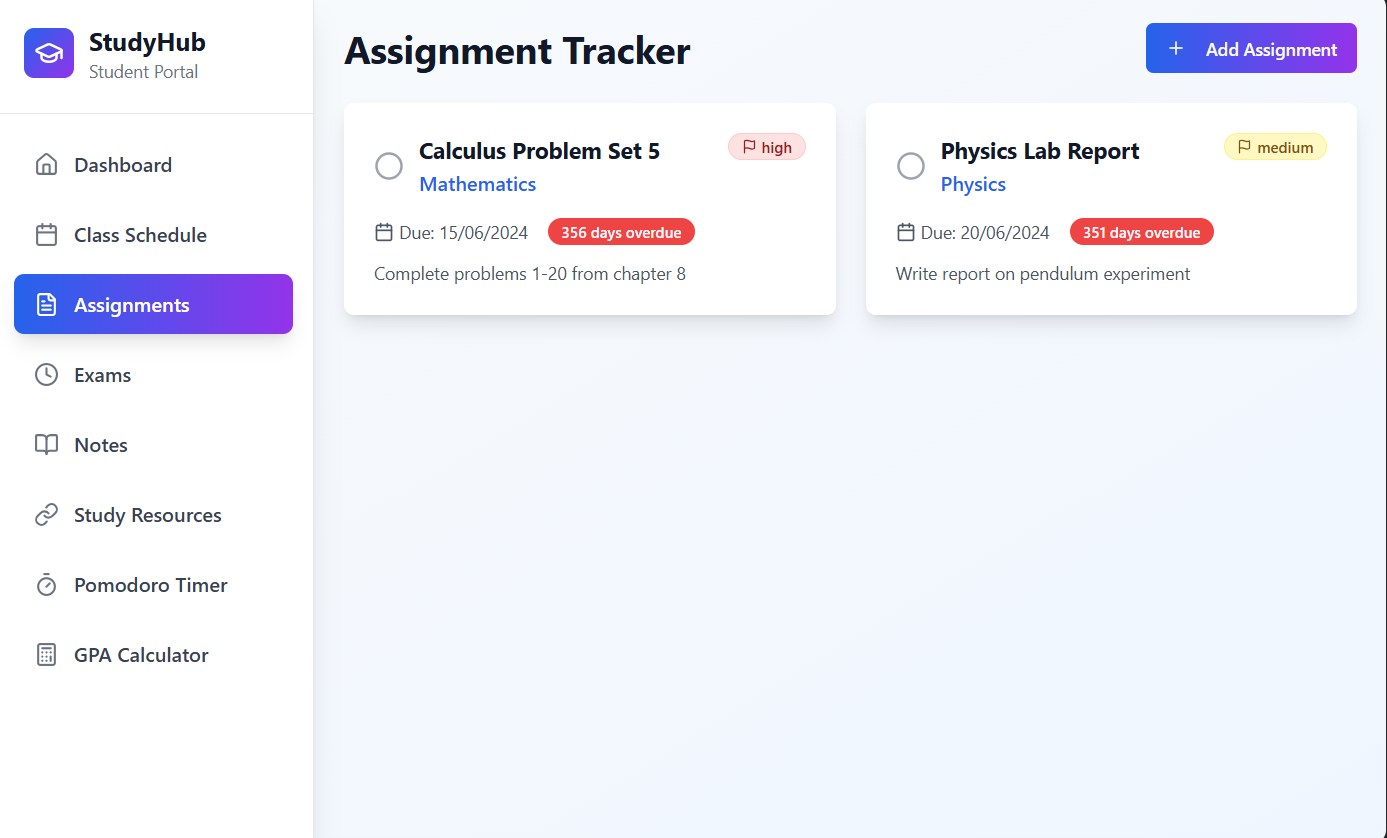 StudyHub
Student Portal
Dashboard
Class Schedule
Assignments
Exams
Notes
Study Resources
Pomodoro Timer
GPA Calculator
Assignment Tracker
Add Assignment
Calculus Problem Set 5
high
Mathematics
Due: 15/06/2024 356 days overdue
Complete problems 1-20 from chapter 8
Physics Lab Report
medium
Physics
Due: 20/06/2024 351 days overdue
Write report on pendulum experiment